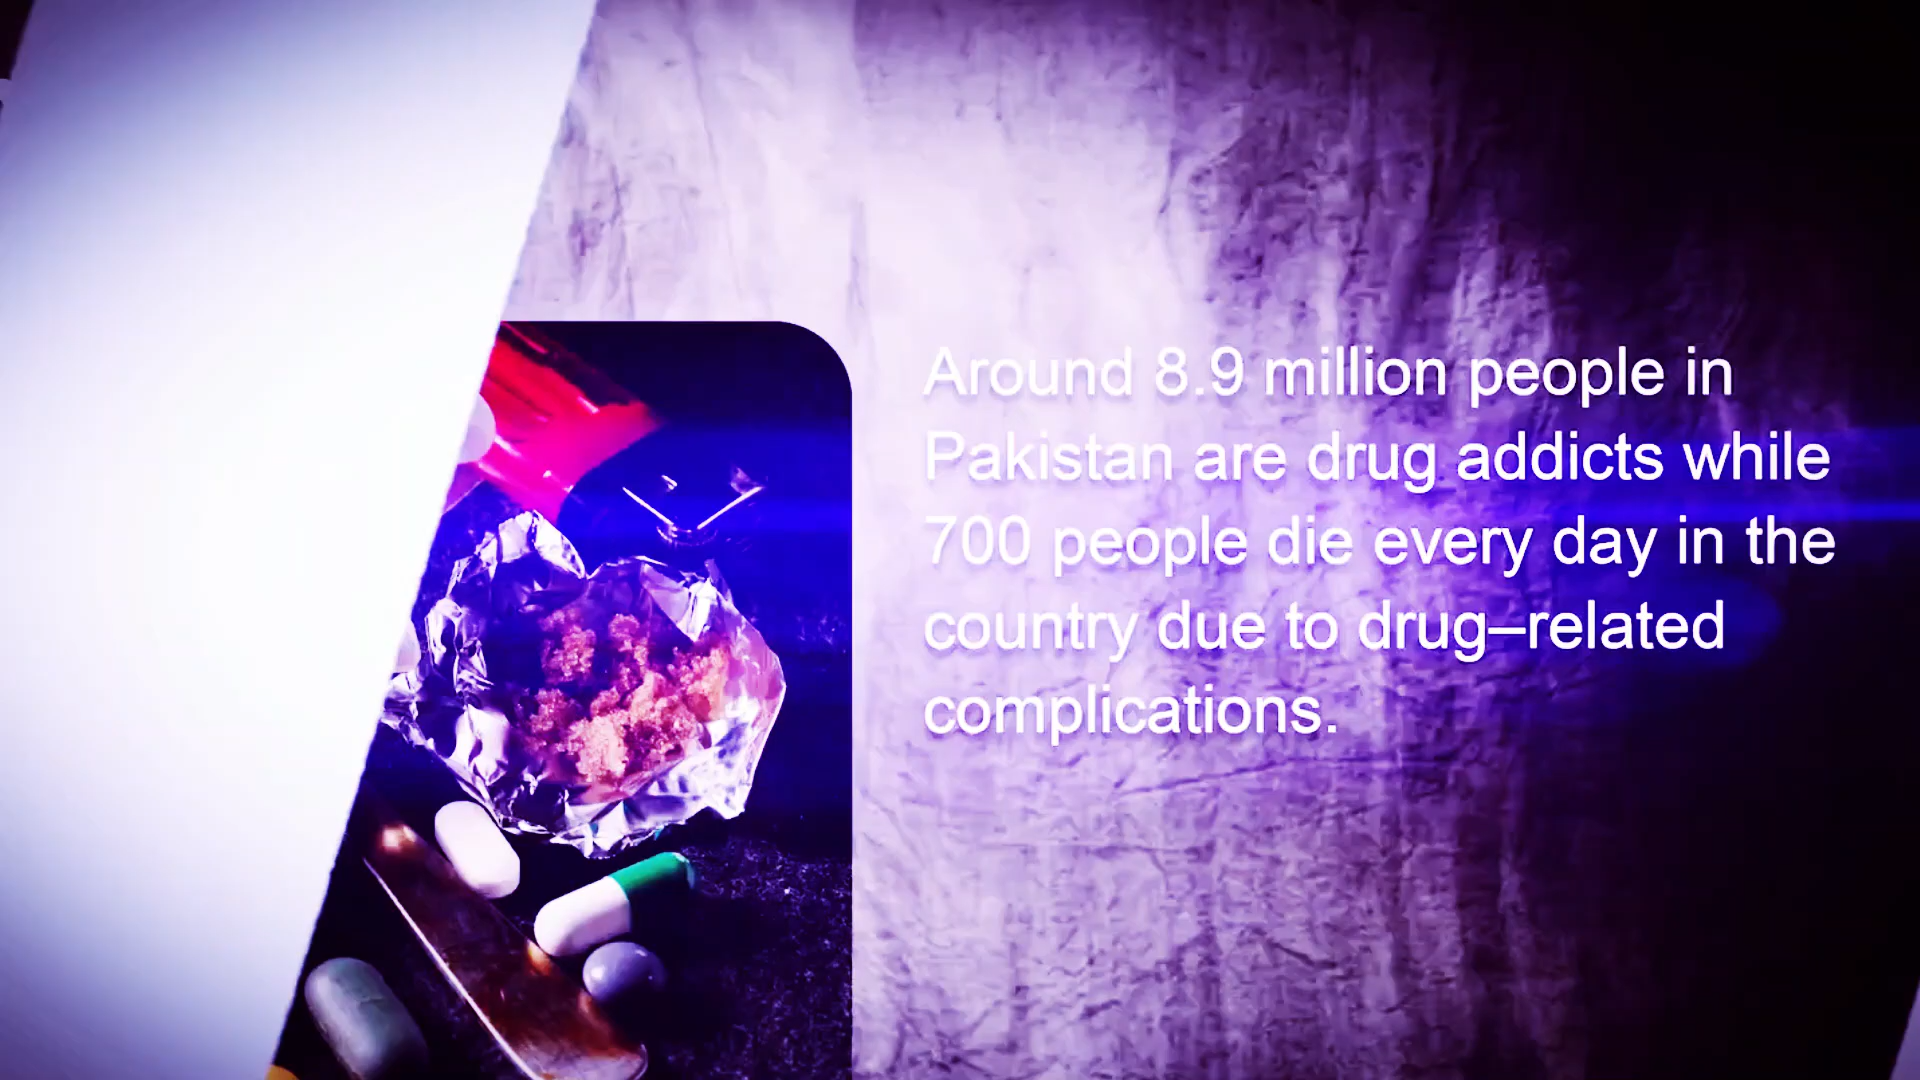 Around 8.9 million people in
Pakistan are drug addicts while
700 people die every day in the
country due to drug–related
complications.